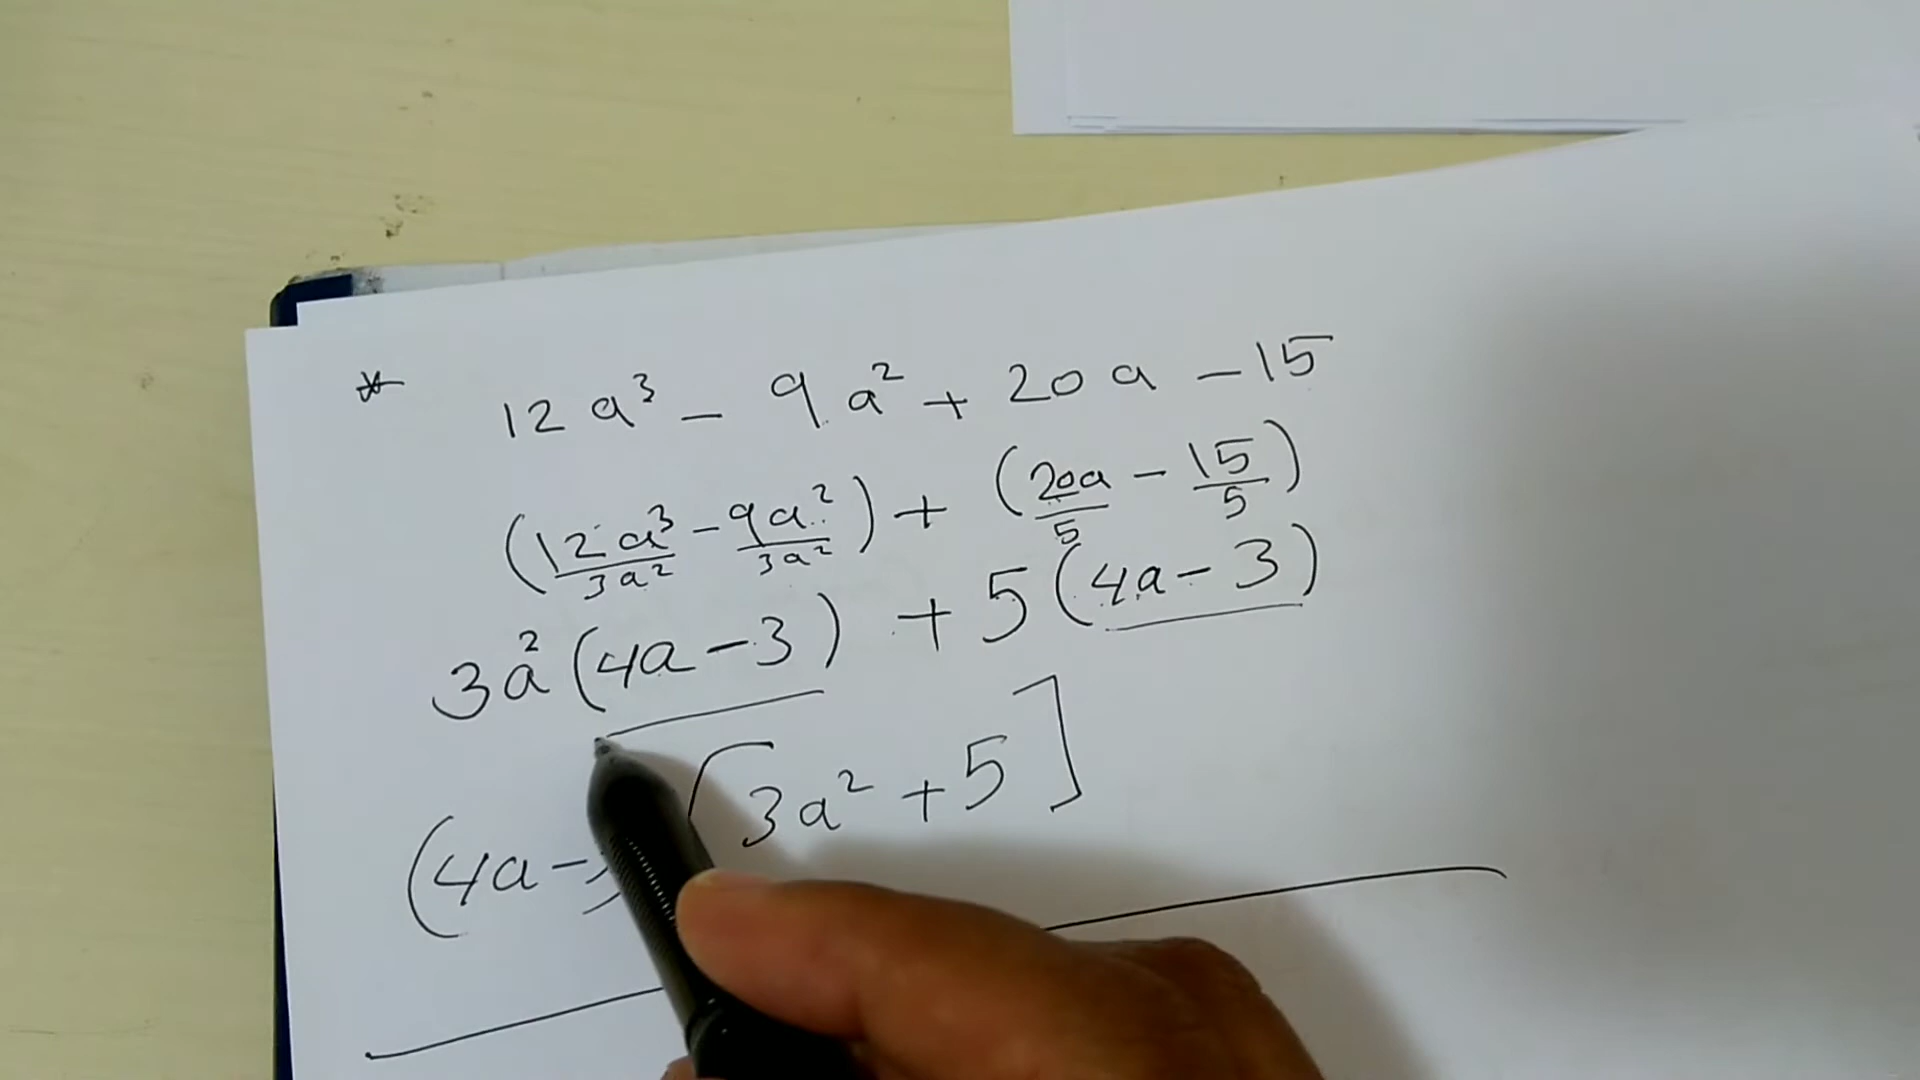 * 12a³ - 9a² + 20a - 15
(12a³/3a² - 9a²/3a²) + (20a/5 - 15/5)
3a²(4a - 3) + 5(4a - 3)
(4a - [3a² + 5]